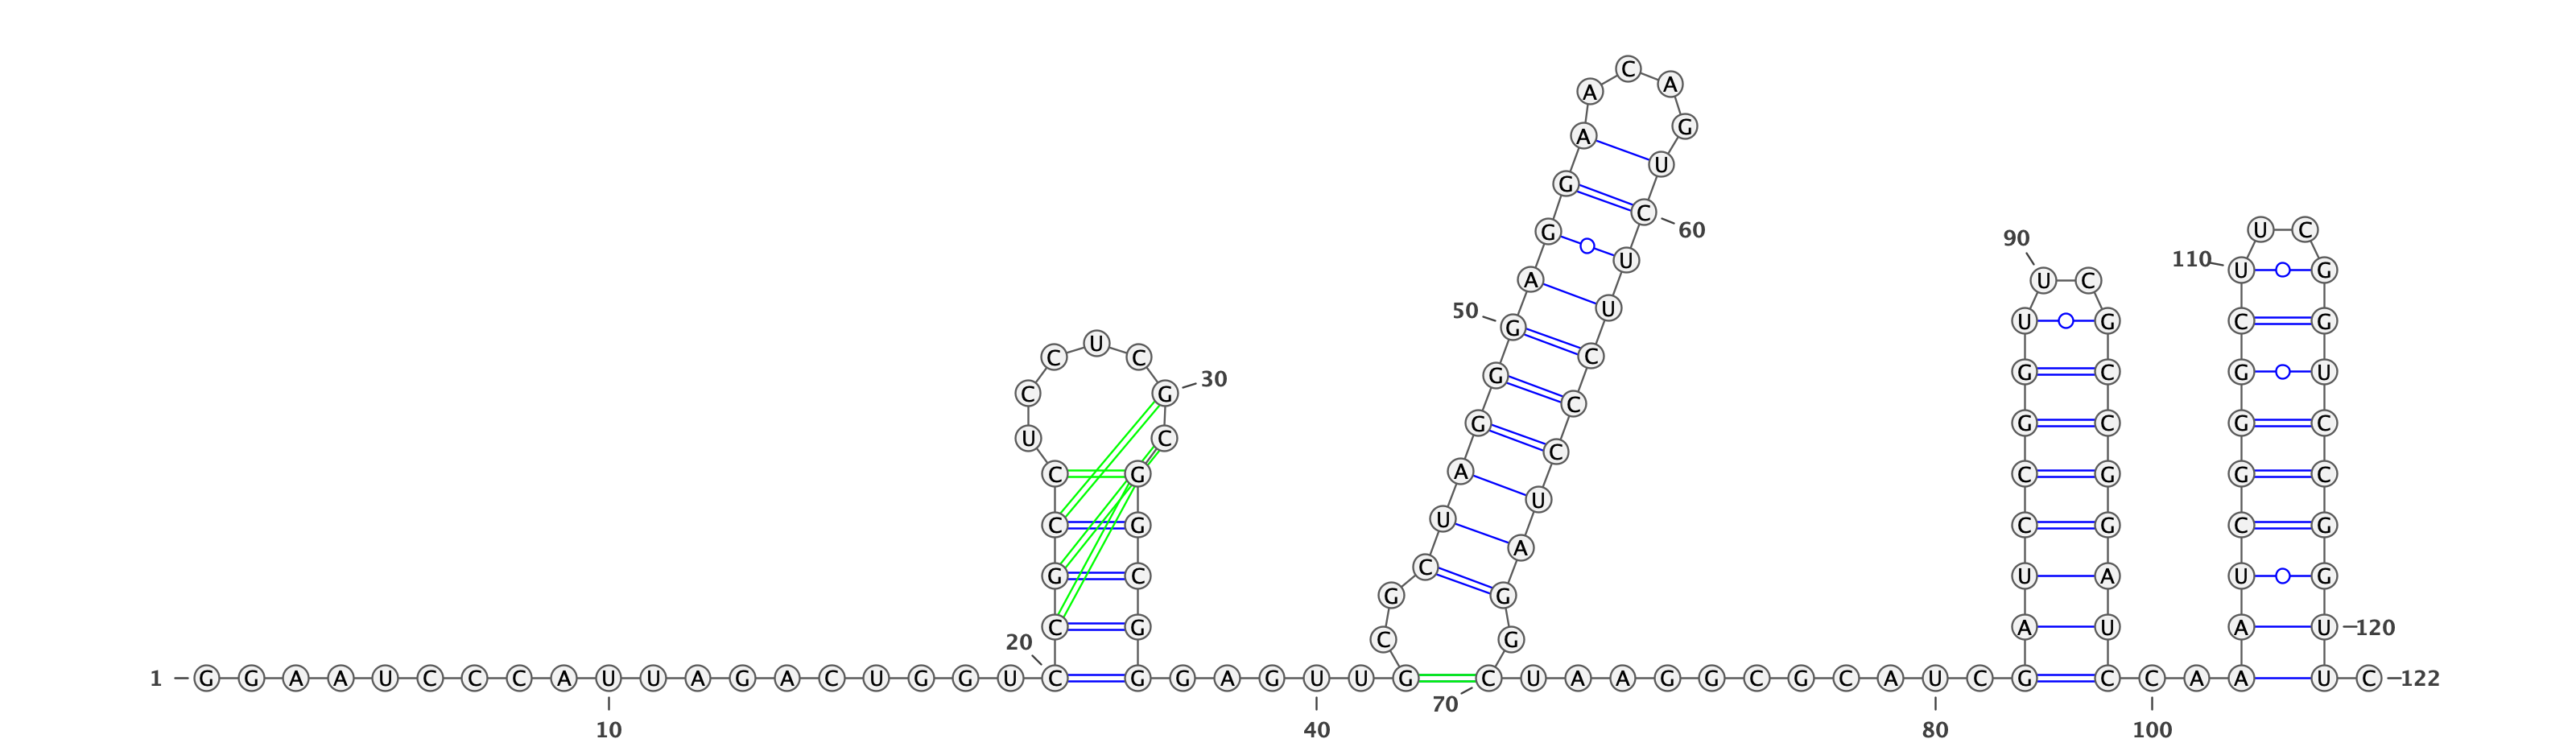 C
A A
A G
U
G
C
G 60 U C
90
U 110 U G
A U C
50 U
G U G C G
U
C C C
G G C G U
30
C G
C
G G C G C
U C
C
C G A C G G C
U
C G U C G C G
A
C
G C U A U G
G G
C G A U A U 120
20 C G
1 G G A A U C C C A U U A G A C U G G U C G G A G U U G C U A A G G C G C A U C G C C A A U C 122
70
10 40 80 100